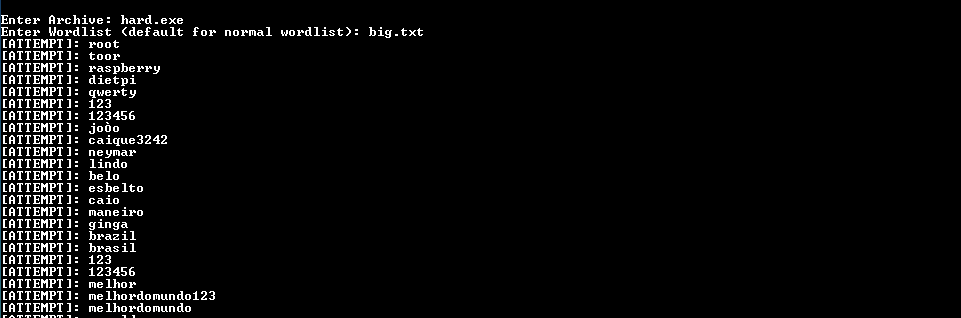 Enter Archive: hard.exe
Enter Wordlist (default for normal wordlist): big.txt
[ATTEMPT]: root
[ATTEMPT]: toor
[ATTEMPT]: raspberry
[ATTEMPT]: dietpi
[ATTEMPT]: qwerty
[ATTEMPT]: 123
[ATTEMPT]: 123456
[ATTEMPT]: joòo
[ATTEMPT]: caique3242
[ATTEMPT]: neymar
[ATTEMPT]: lindo
[ATTEMPT]: belo
[ATTEMPT]: esbelto
[ATTEMPT]: caio
[ATTEMPT]: maneiro
[ATTEMPT]: ginga
[ATTEMPT]: brazil
[ATTEMPT]: brasil
[ATTEMPT]: 123
[ATTEMPT]: 123456
[ATTEMPT]: melhor
[ATTEMPT]: melhordomundo123
[ATTEMPT]: melhordomundo